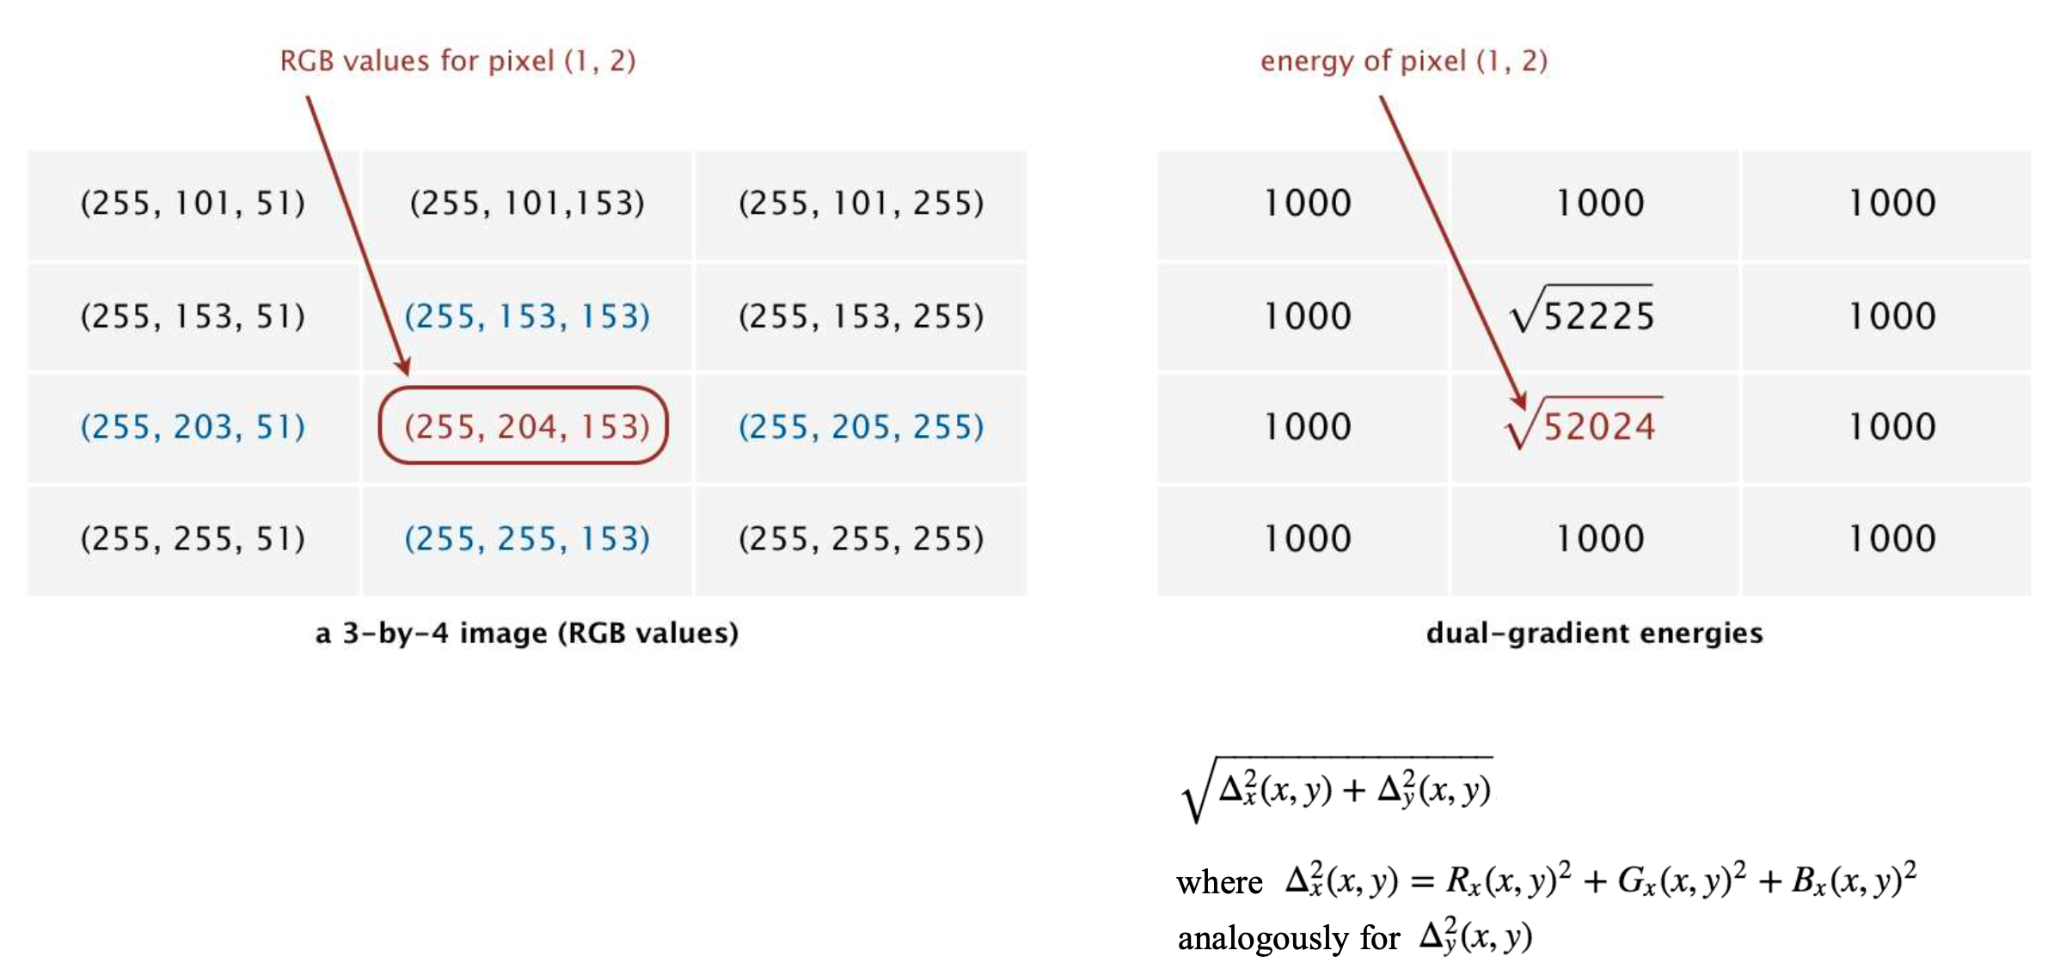 RGB values for pixel (1, 2)
(255, 101, 51) (255, 101,153) (255, 101, 255)
(255, 153, 51) (255, 153, 153) (255, 153, 255)
(255, 203, 51) (255, 204, 153) (255, 205, 255)
(255, 255, 51) (255, 255, 153) (255, 255, 255)
a 3-by-4 image (RGB values)
energy of pixel (1, 2)
1000 1000 1000
1000 √52225 1000
1000 √52024 1000
1000 1000 1000
dual-gradient energies
√(Δₓ²(x, y) + Δᵧ²(x, y))
where Δₓ²(x, y) = Rₓ(x, y)² + Gₓ(x, y)² + Bₓ(x, y)²
analogously for Δᵧ²(x, y)